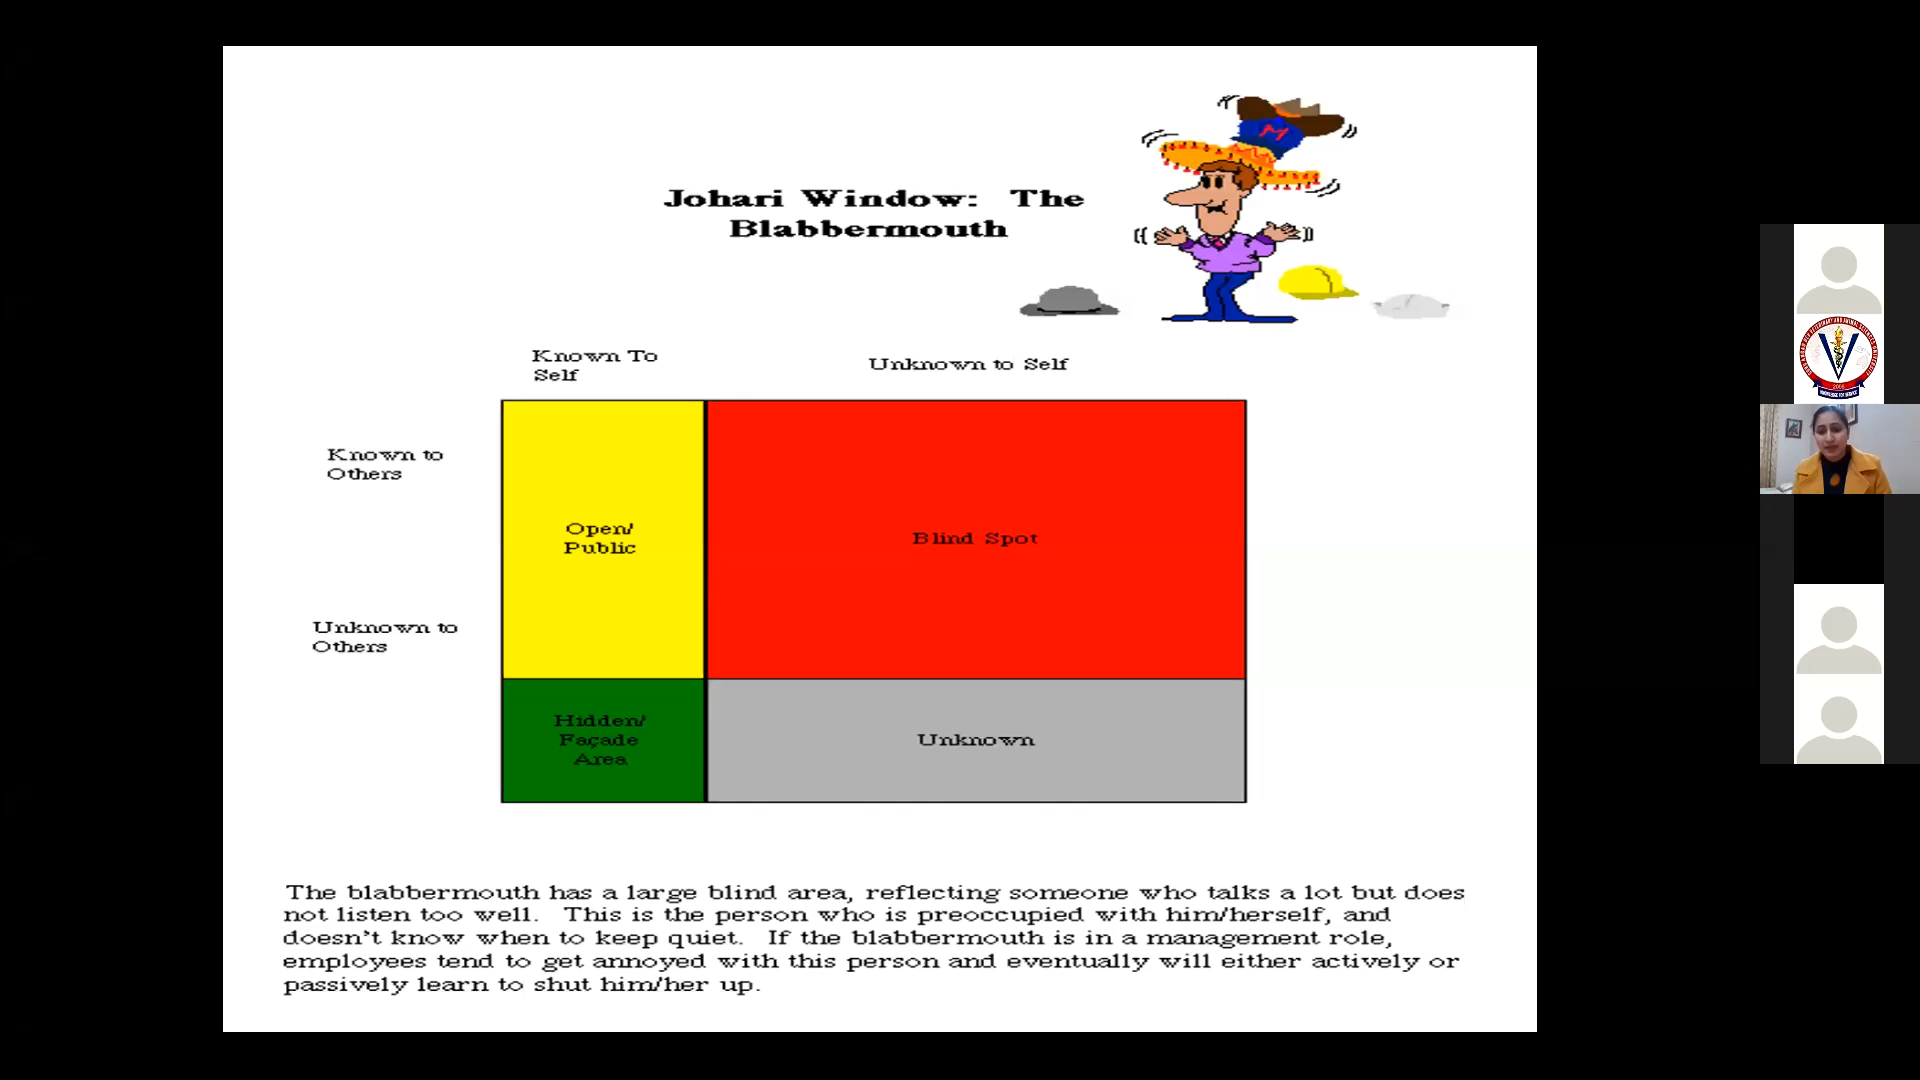 Johari Window: The
Blabbermouth
M
Known To
Self
Unknown to Self
Known to
Others
Open/
Public
Blind Spot
Unknown to
Others
Hidden/
Façade
Area
Unknown
The blabbermouth has a large blind area, reflecting someone who talks a lot but does
not listen too well. This is the person who is preoccupied with him/herself, and
doesn't know when to keep quiet. If the blabbermouth is in a management role,
employees tend to get annoyed with this person and eventually will either actively or
passively learn to shut him/her up.
V